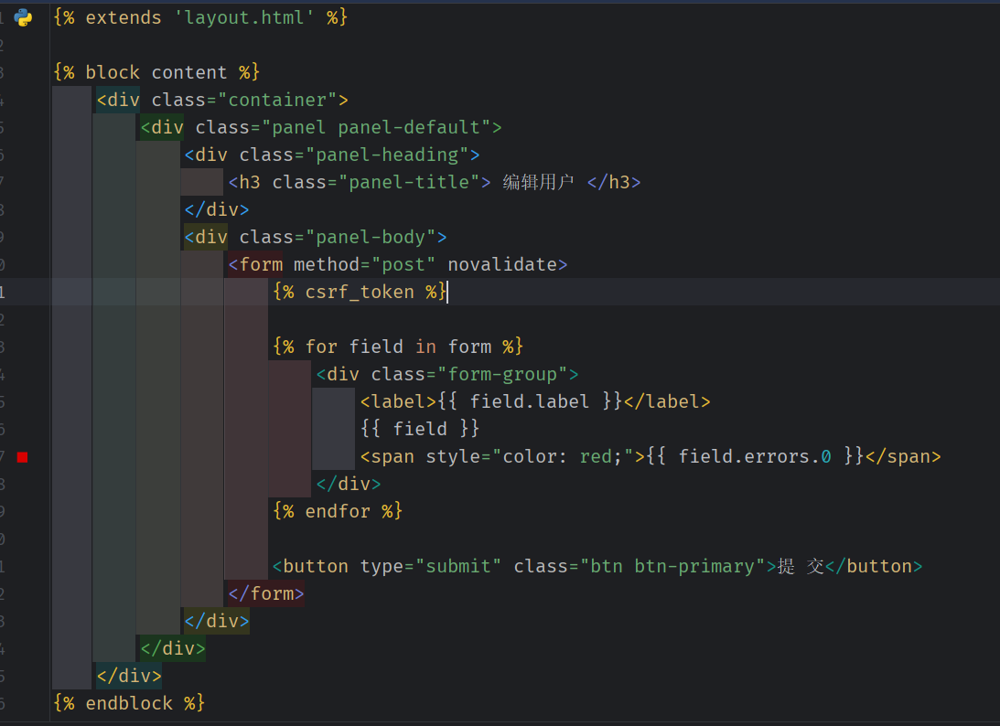 {% extends 'layout.html' %}
{% block content %}
<div class="container">
<div class="panel panel-default">
<div class="panel-heading">
<h3 class="panel-title"> 编辑用户 </h3>
</div>
<div class="panel-body">
<form method="post" novalidate>
{% csrf_token %}
{% for field in form %}
<div class="form-group">
<label>{{ field.label }}</label>
{{ field }}
<span style="color: red;">{{ field.errors.0 }}</span>
</div>
{% endfor %}
<button type="submit" class="btn btn-primary">提 交</button>
</form>
</div>
</div>
</div>
{% endblock %}